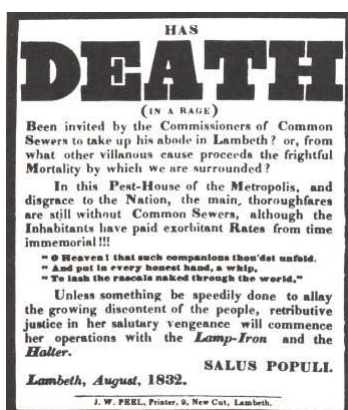 HAS
DEATH
(IN A RAGE)
Been invited by the Commissioners of Common
Sewers to take up his abode in Lambeth? or, from
what other villanous cause proceeds the frightful
Mortality by which we are surrounded?
In this Pest-House of the Metropolis, and
disgrace to the Nation, the main, thoroughfares
are still without Common Sewers, although the
Inhabitants have paid exorbitant Rates from time
immemorial!!!
"O Heaven! that such companions thou'dst unfold,
"And put in every honest hand, a whip,
"To lash the rascals naked through the world."
Unless something be speedily done to allay
the growing discontent of the people, retributive
justice in her salutary vengeance will commence
her operations with the Lamp-Iron and the
Halter.
SALUS POPULI.
Lambeth, August, 1832.
J. W. PEEL, Printer, 9, New Cut, Lambeth.